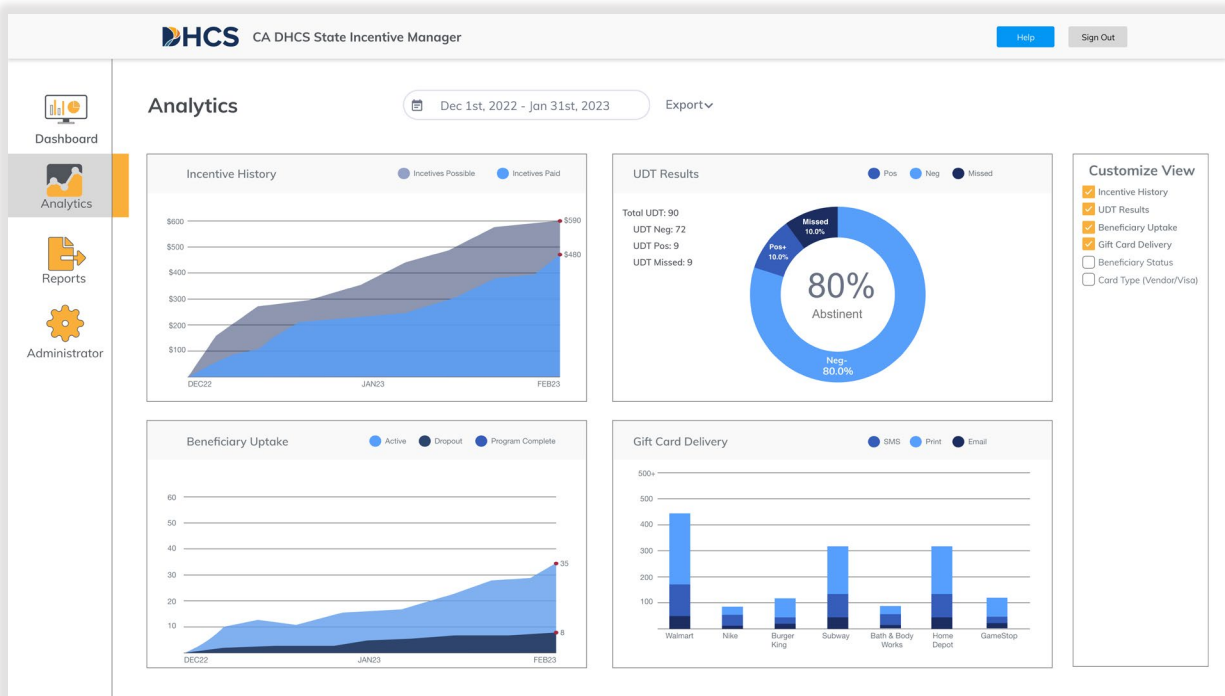 DHCS CA DHCS State Incentive Manager
Help
Sign Out
Dashboard
Analytics
Reports
Administrator
Analytics
Dec 1st, 2022 - Jan 31st, 2023
Export
Incentive History
Incetives Possible
Incetives Paid
$600
$500
$400
$300
$200
$100
$590
$480
DEC22
JAN23
FEB23
UDT Results
Pos
Neg
Missed
Total UDT: 90
UDT Neg: 72
UDT Pos: 9
UDT Missed: 9
Missed
10.0%
Pos+
10.0%
80%
Abstinent
Neg-
80.0%
Beneficiary Uptake
Active
Dropout
Program Complete
60
50
40
30
20
10
35
8
DEC22
JAN23
FEB23
Gift Card Delivery
SMS
Print
Email
500+
500
400
300
200
100
Walmart
Nike
Burger
King
Subway
Bath & Body
Works
Home
Depot
GameStop
Customize View
Incentive History
UDT Results
Beneficiary Uptake
Gift Card Delivery
Beneficiary Status
Card Type (Vendor/Visa)